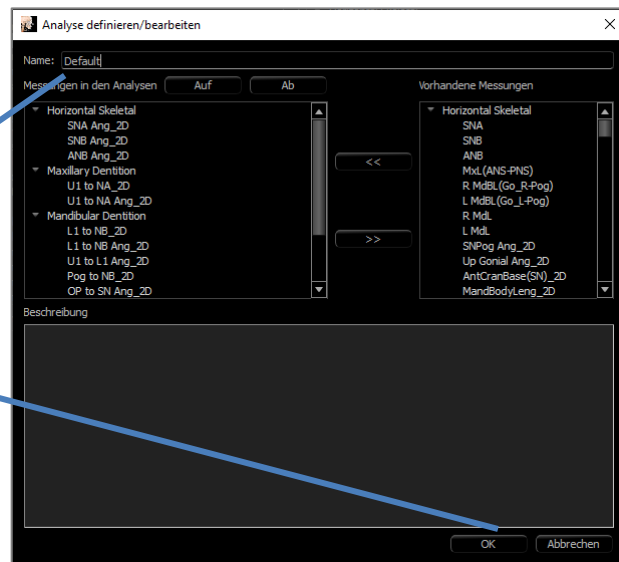 Analyse definieren/bearbeiten
Name: Default
Messungen in den Analysen Auf Ab
Horizontal Skeletal
SNA Ang_2D
SNB Ang_2D
ANB Ang_2D
Maxillary Dentition
U1 to NA_2D
U1 to NA Ang_2D
Mandibular Dentition
L1 to NB_2D
L1 to NB Ang_2D
U1 to L1 Ang_2D
Pog to NB_2D
OP to SN Ang_2D
<<
>>
Vorhandene Messungen
Horizontal Skeletal
SNA
SNB
ANB
MxL(ANS-PNS)
R MdBL(Go_R-Pog)
L MdBL(Go_L-Pog)
R MdL
L MdL
SNPog Ang_2D
Up Gonial Ang_2D
AntCranBase(SN)_2D
MandBodyLeng_2D
Beschreibung
OK Abbrechen